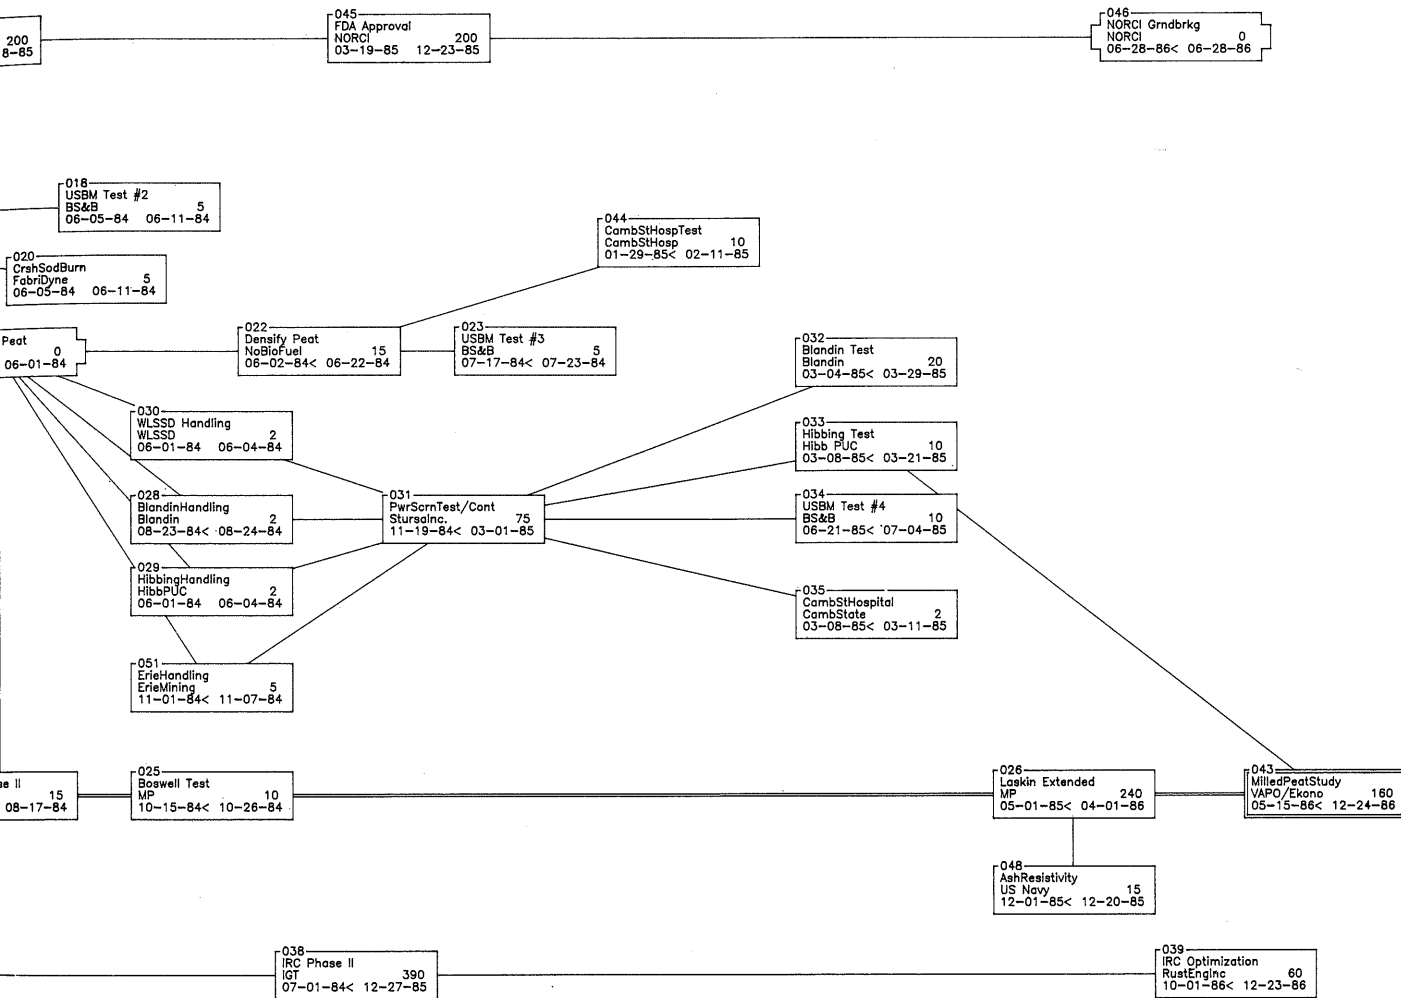 200
8-85
045
FDA Approval
NORCI 200
03-19-85 12-23-85
046
NORCI Grndbrkg
NORCI 0
06-28-86< 06-28-86
018
USBM Test #2
BS&B 5
06-05-84 06-11-84
020
CrshSodBurn
FabriDyne 5
06-05-84 06-11-84
044
CambStHospTest
CambStHosp 10
01-29-85< 02-11-85
Peat
0
06-01-84
022
Densify Peat
NoBioFuel 15
06-02-84< 06-22-84
023
USBM Test #3
BS&B 5
07-17-84< 07-23-84
032
Blandin Test
Blandin 20
03-04-85< 03-29-85
030
WLSSD Handling
WLSSD 2
06-01-84 06-04-84
033
Hibbing Test
Hibb PUC 10
03-08-85< 03-21-85
028
BlandinHandling
Blandin 2
08-23-84< 08-24-84
031
PwrScrnTest/Cont
StursaInc. 75
11-19-84< 03-01-85
034
USBM Test #4
BS&B 10
06-21-85< 07-04-85
029
HibbingHandling
HibbPUC 2
06-01-84 06-04-84
035
CambStHospital
CambState 2
03-08-85< 03-11-85
051
ErieHandling
ErieMining 5
11-01-84< 11-07-84
se II
15
08-17-84
025
Boswell Test
MP 10
10-15-84< 10-26-84
026
Laskin Extended
MP 240
05-01-85< 04-01-86
043
MilledPeatStudy
VAPO/Ekono 160
05-15-86< 12-24-86
048
AshResistivity
US Navy 15
12-01-85< 12-20-85
038
IRC Phase II
IGT 390
07-01-84< 12-27-85
039
IRC Optimization
RustEngInc 60
10-01-86< 12-23-86